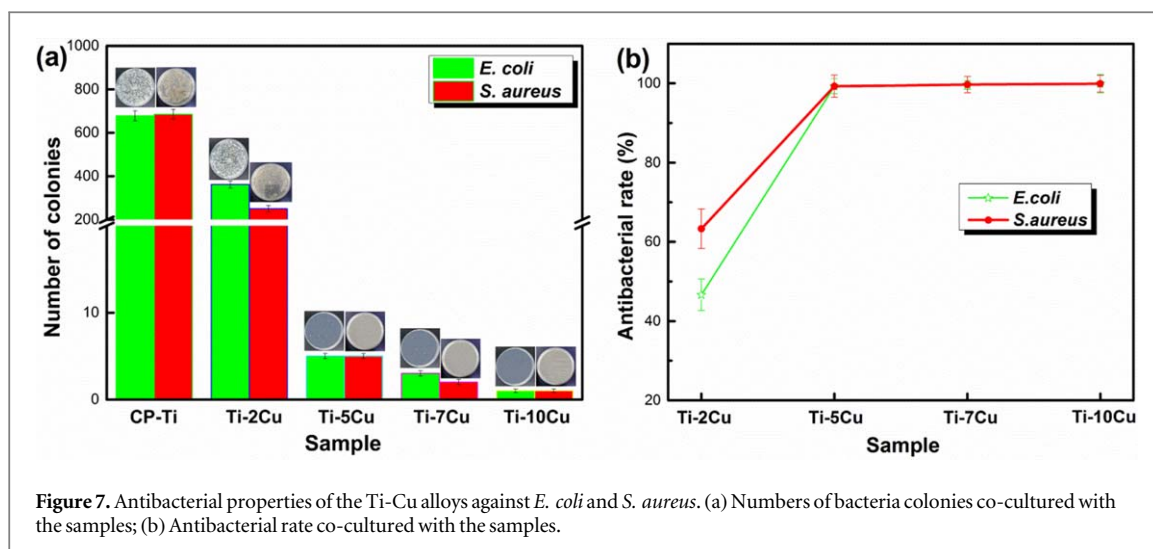 (a)
1000
800
600
400
200
10
0
Number of colonies
E. coli
S. aureus
CP-Ti Ti-2Cu Ti-5Cu Ti-7Cu Ti-10Cu
Sample
(b)
100
80
60
40
20
Antibacterial rate (%)
E.coli
S.aureus
Ti-2Cu Ti-5Cu Ti-7Cu Ti-10Cu
Sample
Figure 7. Antibacterial properties of the Ti-Cu alloys against E. coli and S. aureus. (a) Numbers of bacteria colonies co-cultured with
the samples; (b) Antibacterial rate co-cultured with the samples.